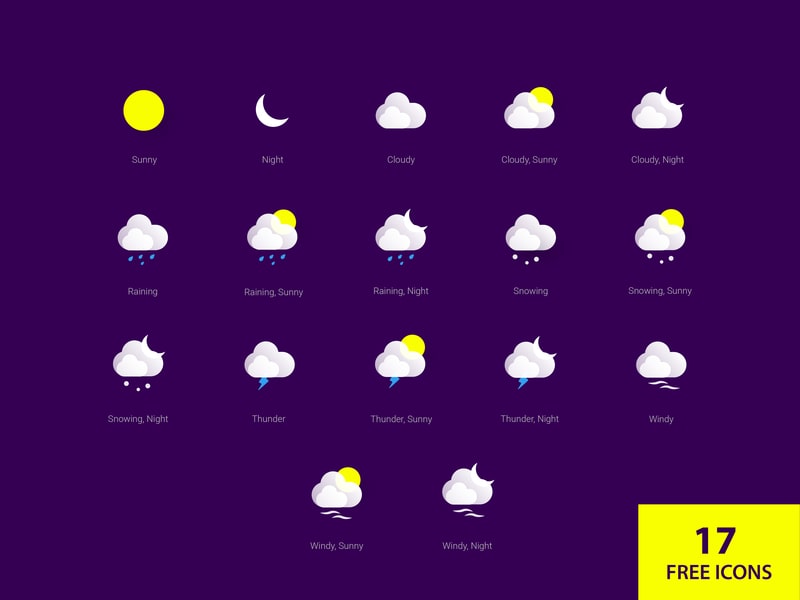 Sunny
Night
Cloudy
Cloudy, Sunny
Cloudy, Night
Raining
Raining, Sunny
Raining, Night
Snowing
Snowing, Sunny
Snowing, Night
Thunder
Thunder, Sunny
Thunder, Night
Windy
Windy, Sunny
Windy, Night
17
FREE ICONS